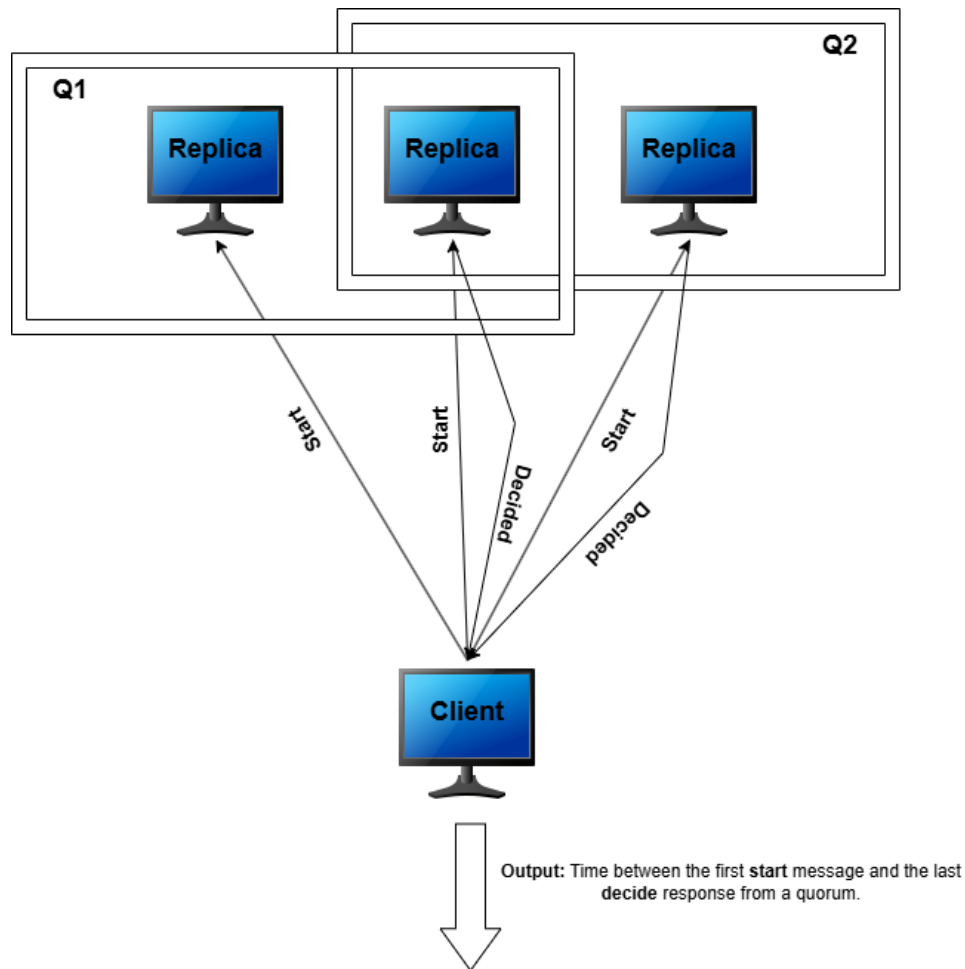 Q2
Q1
Replica
Replica
Replica
Start
Start
Start
Decided
Decided
Client
Output: Time between the first start message and the last
decide response from a quorum.